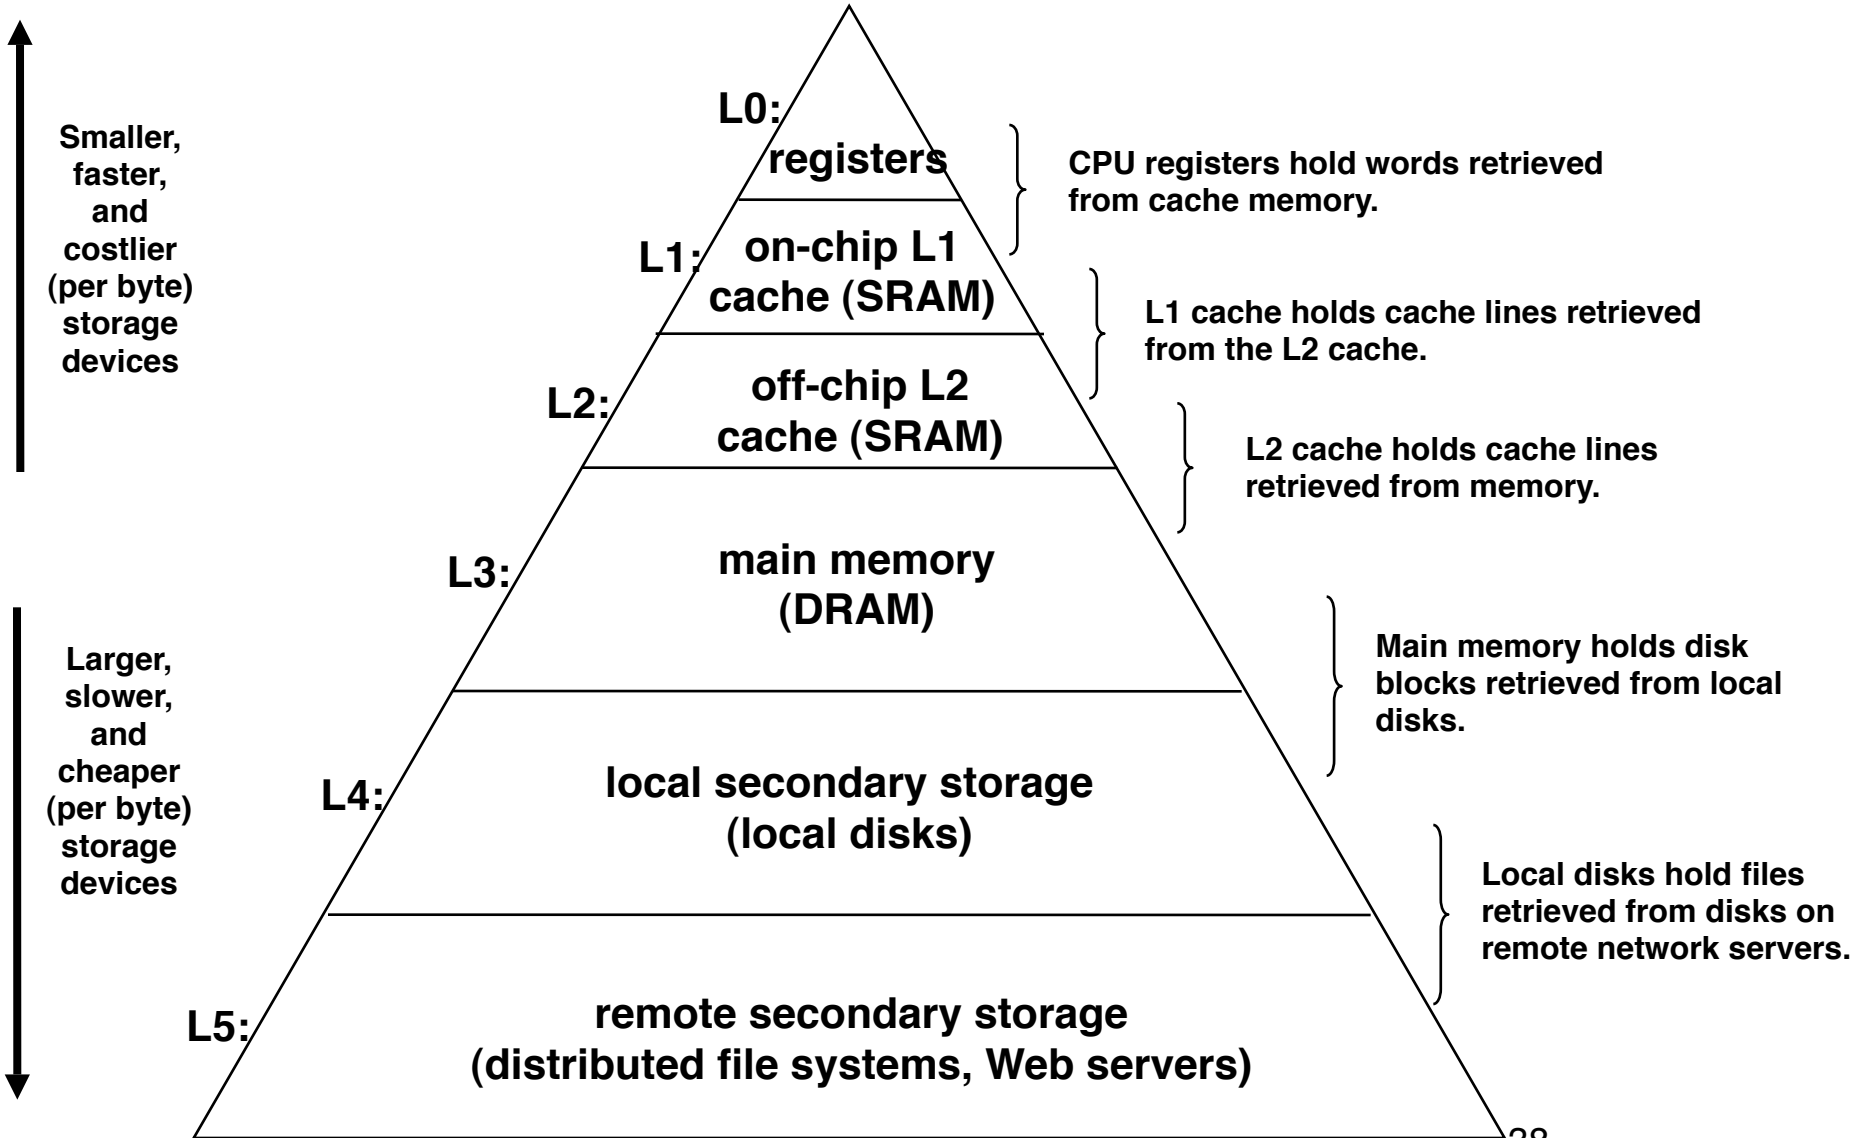 Smaller,
faster,
and
costlier
(per byte)
storage
devices
Larger,
slower,
and
cheaper
(per byte)
storage
devices
L0:
registers
L1:
on-chip L1
cache (SRAM)
L2:
off-chip L2
cache (SRAM)
L3:
main memory
(DRAM)
L4:
local secondary storage
(local disks)
L5:
remote secondary storage
(distributed file systems, Web servers)
CPU registers hold words retrieved
from cache memory.
L1 cache holds cache lines retrieved
from the L2 cache.
L2 cache holds cache lines
retrieved from memory.
Main memory holds disk
blocks retrieved from local
disks.
Local disks hold files
retrieved from disks on
remote network servers.